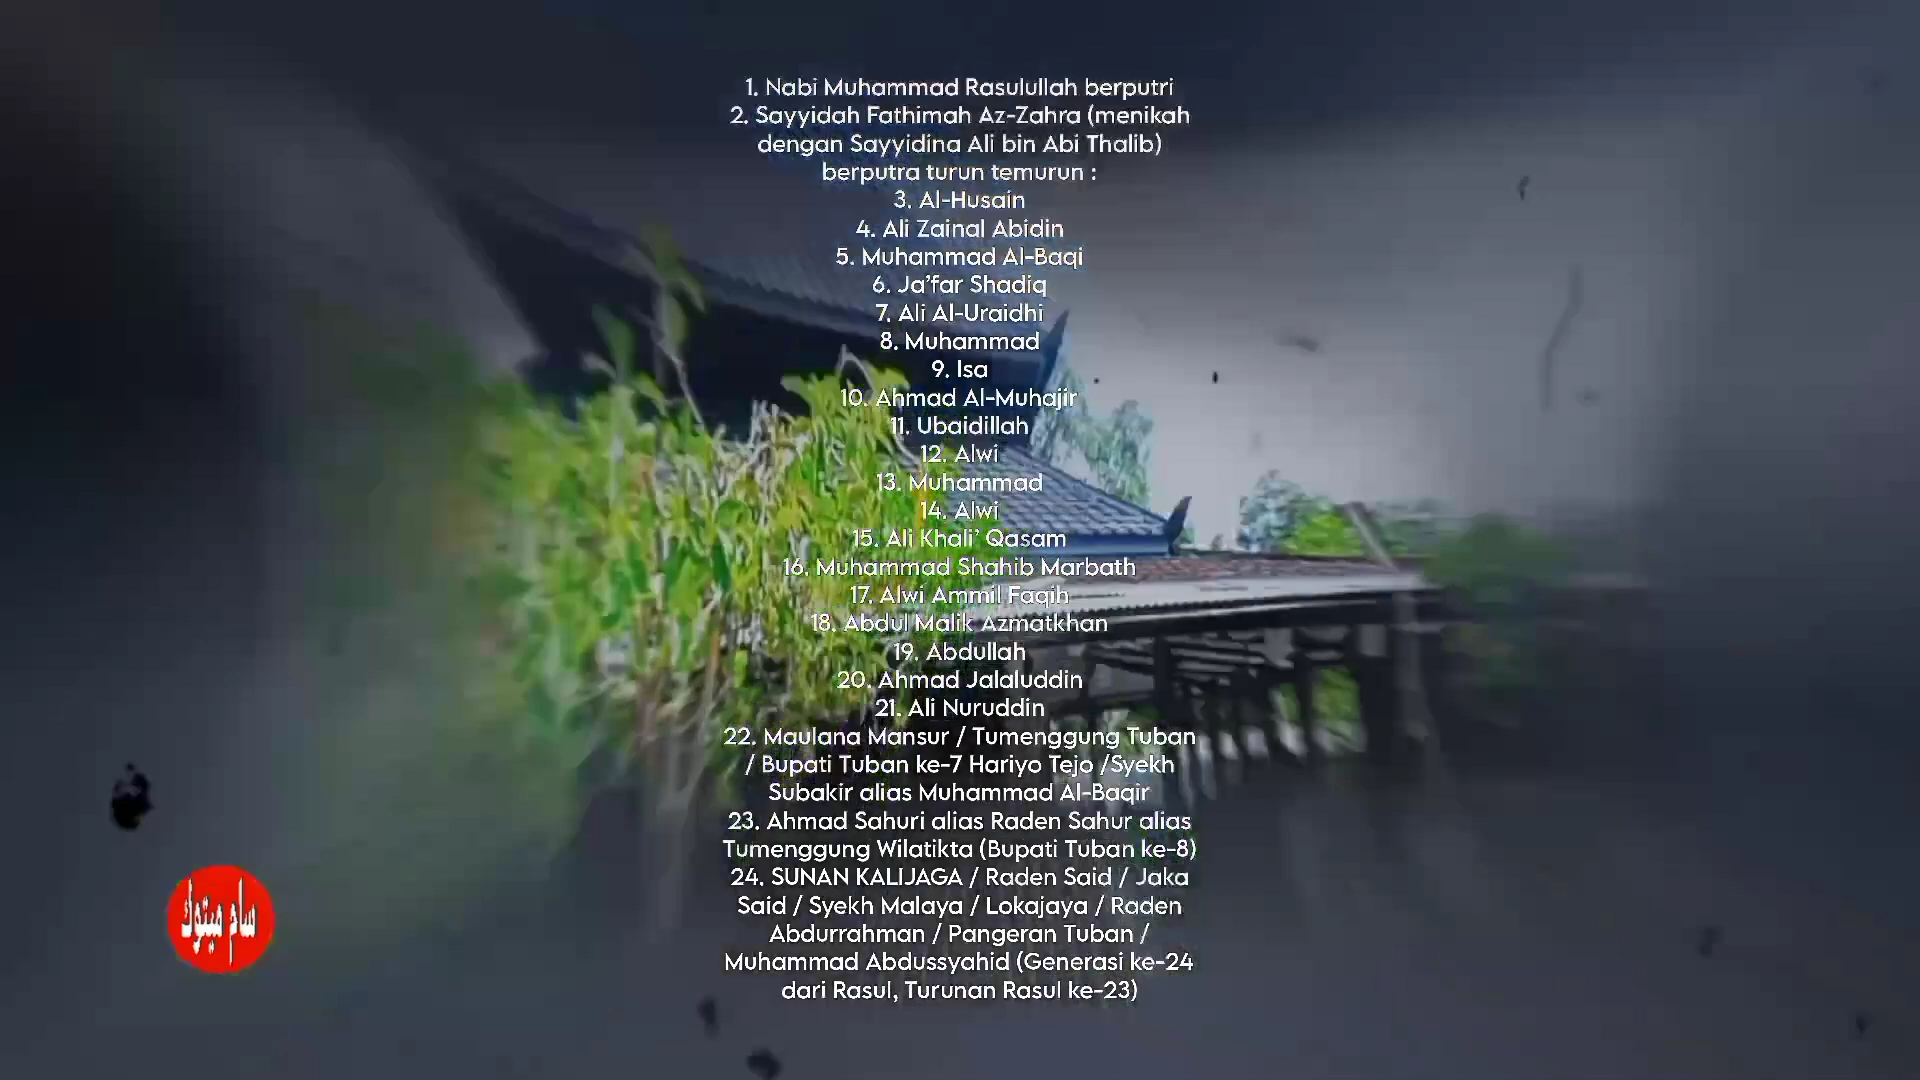 1. Nabi Muhammad Rasulullah berputri
2. Sayyidah Fathimah Az-Zahra (menikah
dengan Sayyidina Ali bin Abi Thalib)
berputra turun temurun :
3. Al-Husain
4. Ali Zainal Abidin
5. Muhammad Al-Baqi
6. Ja'far Shadiq
7. Ali Al-Uraidhi
8. Muhammad
9. Isa
10. Ahmad Al-Muhajir
11. Ubaidillah
12. Alwi
13. Muhammad
14. Alwi
15. Ali Khali' Qasam
16. Muhammad Shahib Marbath
17. Alwi Ammil Faqih
18. Abdul Malik Azmatkhan
19. Abdullah
20. Ahmad Jalaluddin
21. Ali Nuruddin
22. Maulana Mansur / Tumenggung Tuban
/ Bupati Tuban ke-7 Hariyo Tejo /Syekh
Subakir alias Muhammad Al-Baqir
23. Ahmad Sahuri alias Raden Sahur alias
Tumenggung Wilatikta (Bupati Tuban ke-8)
24. SUNAN KALIJAGA / Raden Said / Jaka
Said / Syekh Malaya / Lokajaya / Raden
Abdurrahman / Pangeran Tuban /
Muhammad Abdussyahid (Generasi ke-24
dari Rasul, Turunan Rasul ke-23)
سام ميتوك